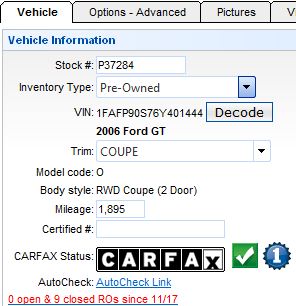 Vehicle Options - Advanced Pictures V
Vehicle Information
Stock #: P37284
Inventory Type: Pre-Owned
VIN: 1FAFP90S76Y401444 Decode
2006 Ford GT
Trim: COUPE
Model code: O
Body style: RWD Coupe (2 Door)
Mileage: 1,895
Certified #:
CARFAX Status: CARFAX 1
AutoCheck: AutoCheck Link
0 open & 9 closed ROs since 11/17